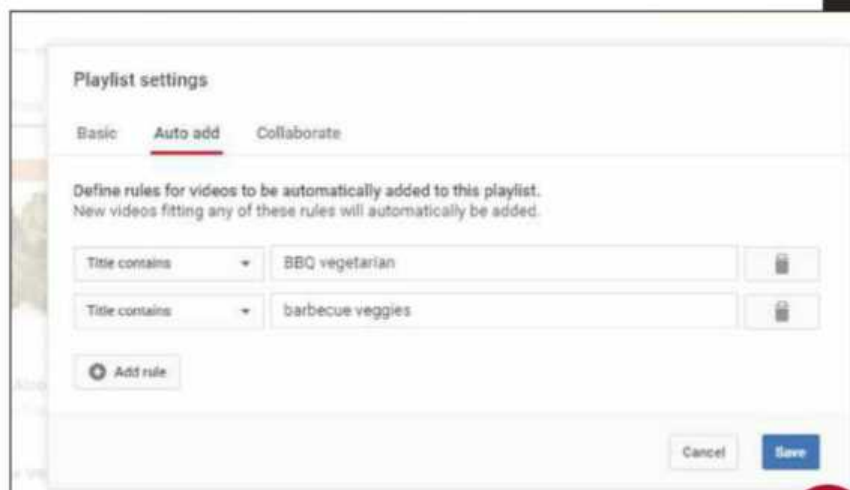 Playlist settings
Basic Auto add Collaborate
Define rules for videos to be automatically added to this playlist.
New videos fitting any of these rules will automatically be added.
Title contains BBQ vegetarian
Title contains barbecue veggies
Add rule
Cancel Save